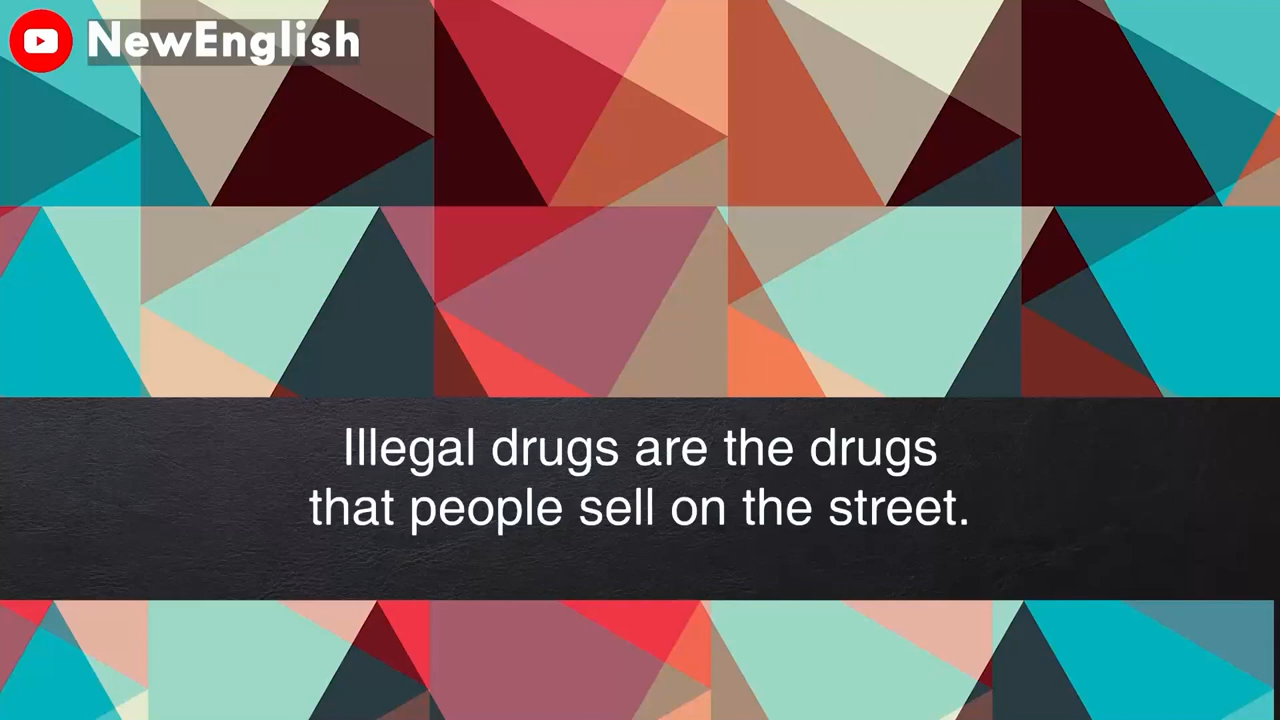 NewEnglish
Illegal drugs are the drugs
that people sell on the street.